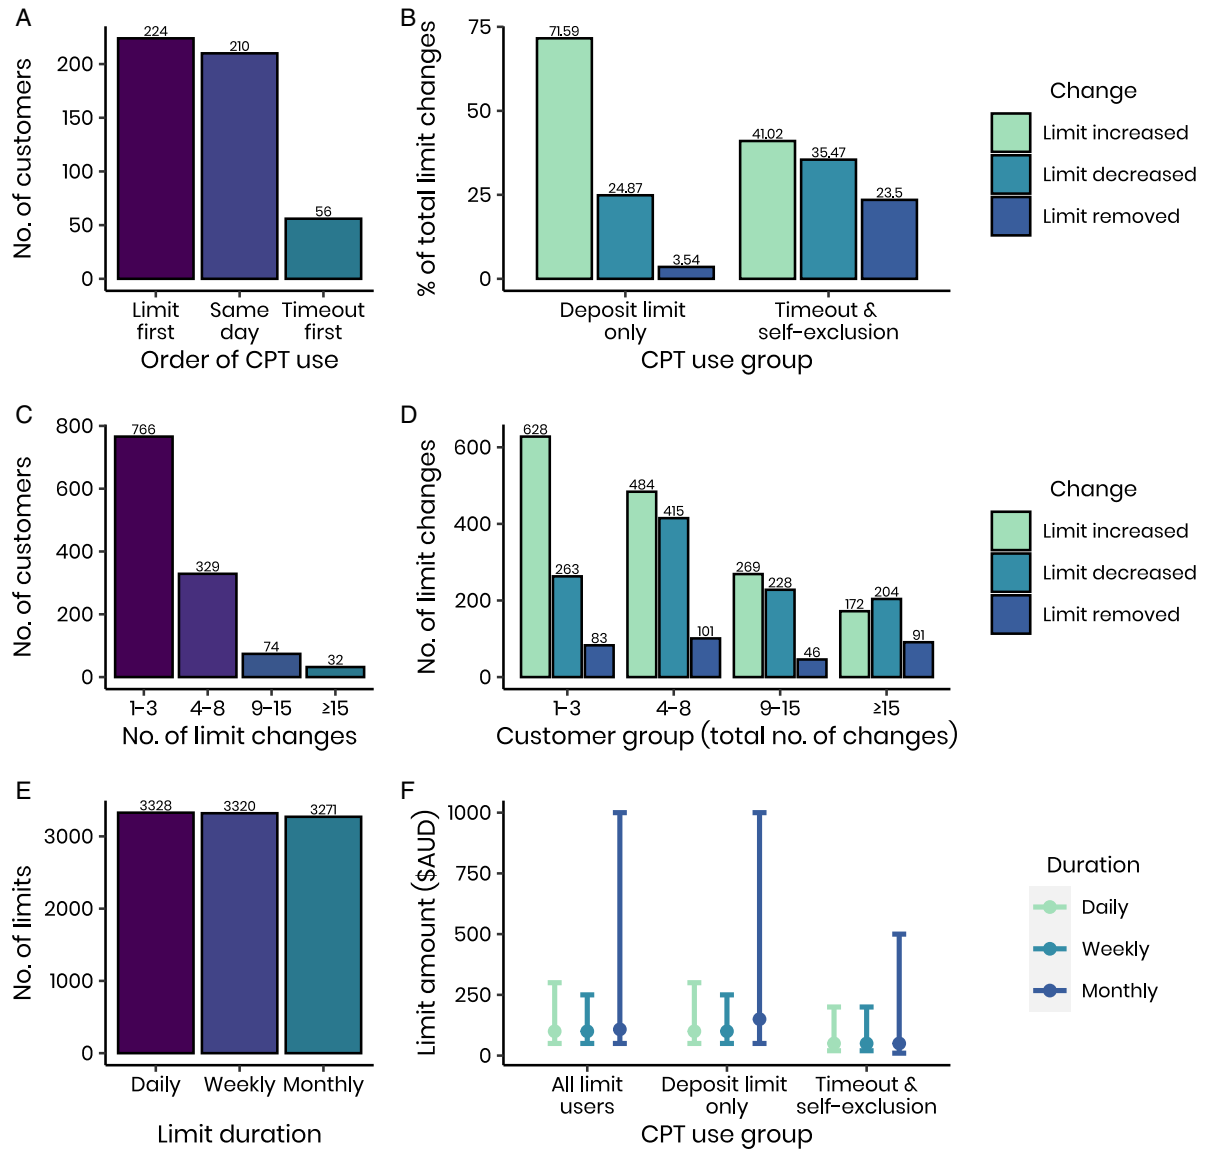 A
No. of customers
200
150
100
50
0
224
210
56
Limit first
Same day
Timeout first
Order of CPT use
B
% of total limit changes
75
50
25
0
71.59
24.87
3.54
41.02
35.47
23.5
Deposit limit only
Timeout & self-exclusion
CPT use group
Change
Limit increased
Limit decreased
Limit removed
C
No. of customers
800
600
400
200
0
766
329
74
32
1–3
4–8
9–15
≥15
No. of limit changes
D
No. of limit changes
600
400
200
0
628
263
83
484
415
101
269
228
46
172
204
91
1–3
4–8
9–15
≥15
Customer group (total no. of changes)
Change
Limit increased
Limit decreased
Limit removed
E
No. of limits
3000
2000
1000
0
3328
3320
3271
Daily
Weekly
Monthly
Limit duration
F
Limit amount ($AUD)
1000
750
500
250
0
All limit users
Deposit limit only
Timeout & self-exclusion
CPT use group
Duration
Daily
Weekly
Monthly